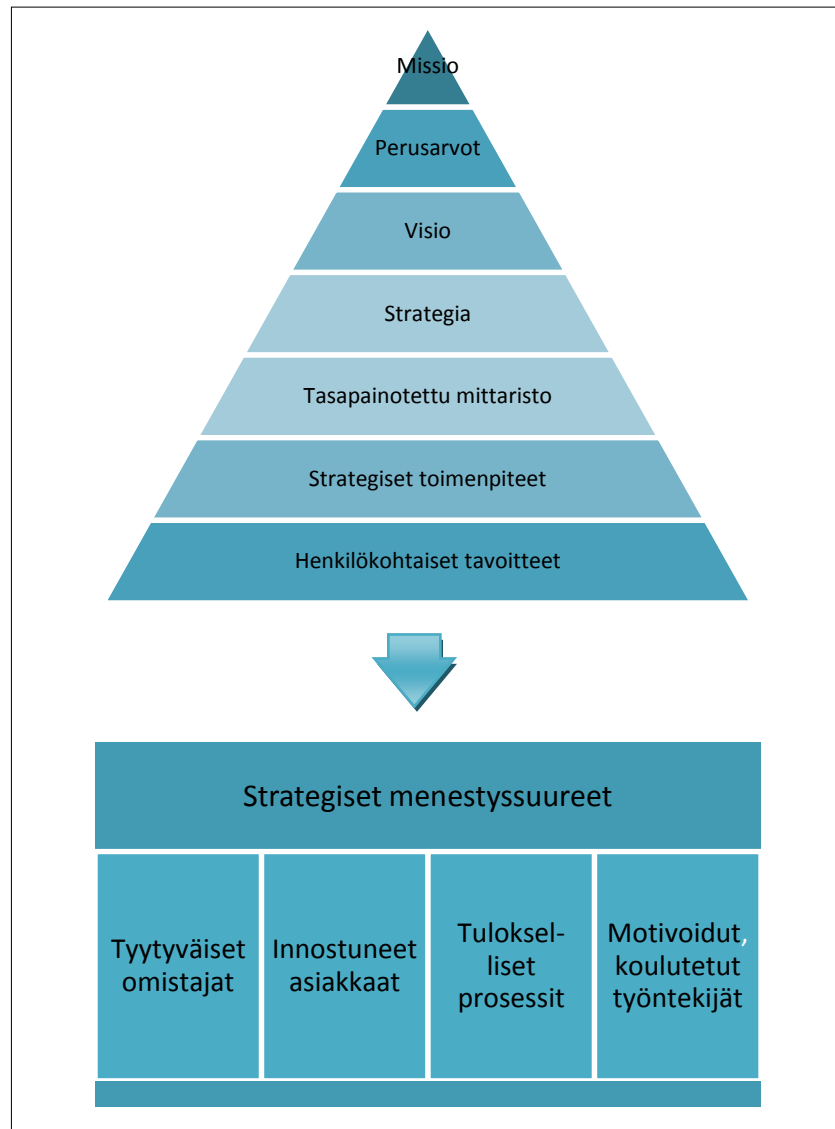 Missio
Perusarvot
Visio
Strategia
Tasapainotettu mittaristo
Strategiset toimenpiteet
Henkilökohtaiset tavoitteet
Strategiset menestyssuureet
Tyytyväiset
omistajat
Innostuneet
asiakkaat
Tuloksel-
liset
prosessit
Motivoidut,
koulutetut
työntekijät